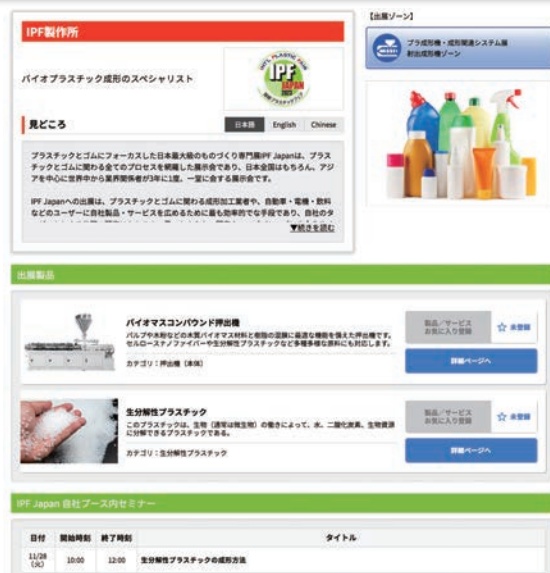 IPF製作所
バイオプラスチック成形のスペシャリスト
IPF
JAPAN
2023
見どころ
日本語 English Chinese
プラスチックとゴムにフォーカスした日本最大級のものづくり専門展IPF Japanは、プラス
チックとゴムに関わる全てのプロセスを網羅した展示会であり、日本全国はもちろん、アジ
アを中心に世界中から業界関係者が3年に1度、一堂に会する展示会です。
IPF Japanへの出展は、プラスチックとゴムに関わる成形加工業者や、自動車・電機・飲料
などのユーザーに自社製品・サービスを広めるために最も効率的でな手段であり、自社のタ
▼続きを読む
【出展ゾーン】
プラ成形機・成形関連システム展
射出成形機ゾーン
出展製品
バイオマスコンパウンド押出機
パルプや木粉などの木質バイオマス材料と樹脂の混練に最適な機能を備えた押出機です。
セルロースナノファイバーや生分解性プラスチックなど多種多様な原料にも対応します。
カテゴリ：押出機（本体）
製品／サービス
お気に入り登録
☆ 未登録
詳細ページへ
生分解性プラスチック
このプラスチックは、生物（通常は微生物）の働きによって、水、二酸化炭素、生物資源
に分解できるプラスチックである。
カテゴリ：生分解性プラスチック
製品／サービス
お気に入り登録
☆ 未登録
詳細ページへ
IPF Japan 自社ブース内セミナー
日付 開始時刻 終了時刻 タイトル
11/28
(火) 10:00 12:00 生分解性プラスチックの成形方法